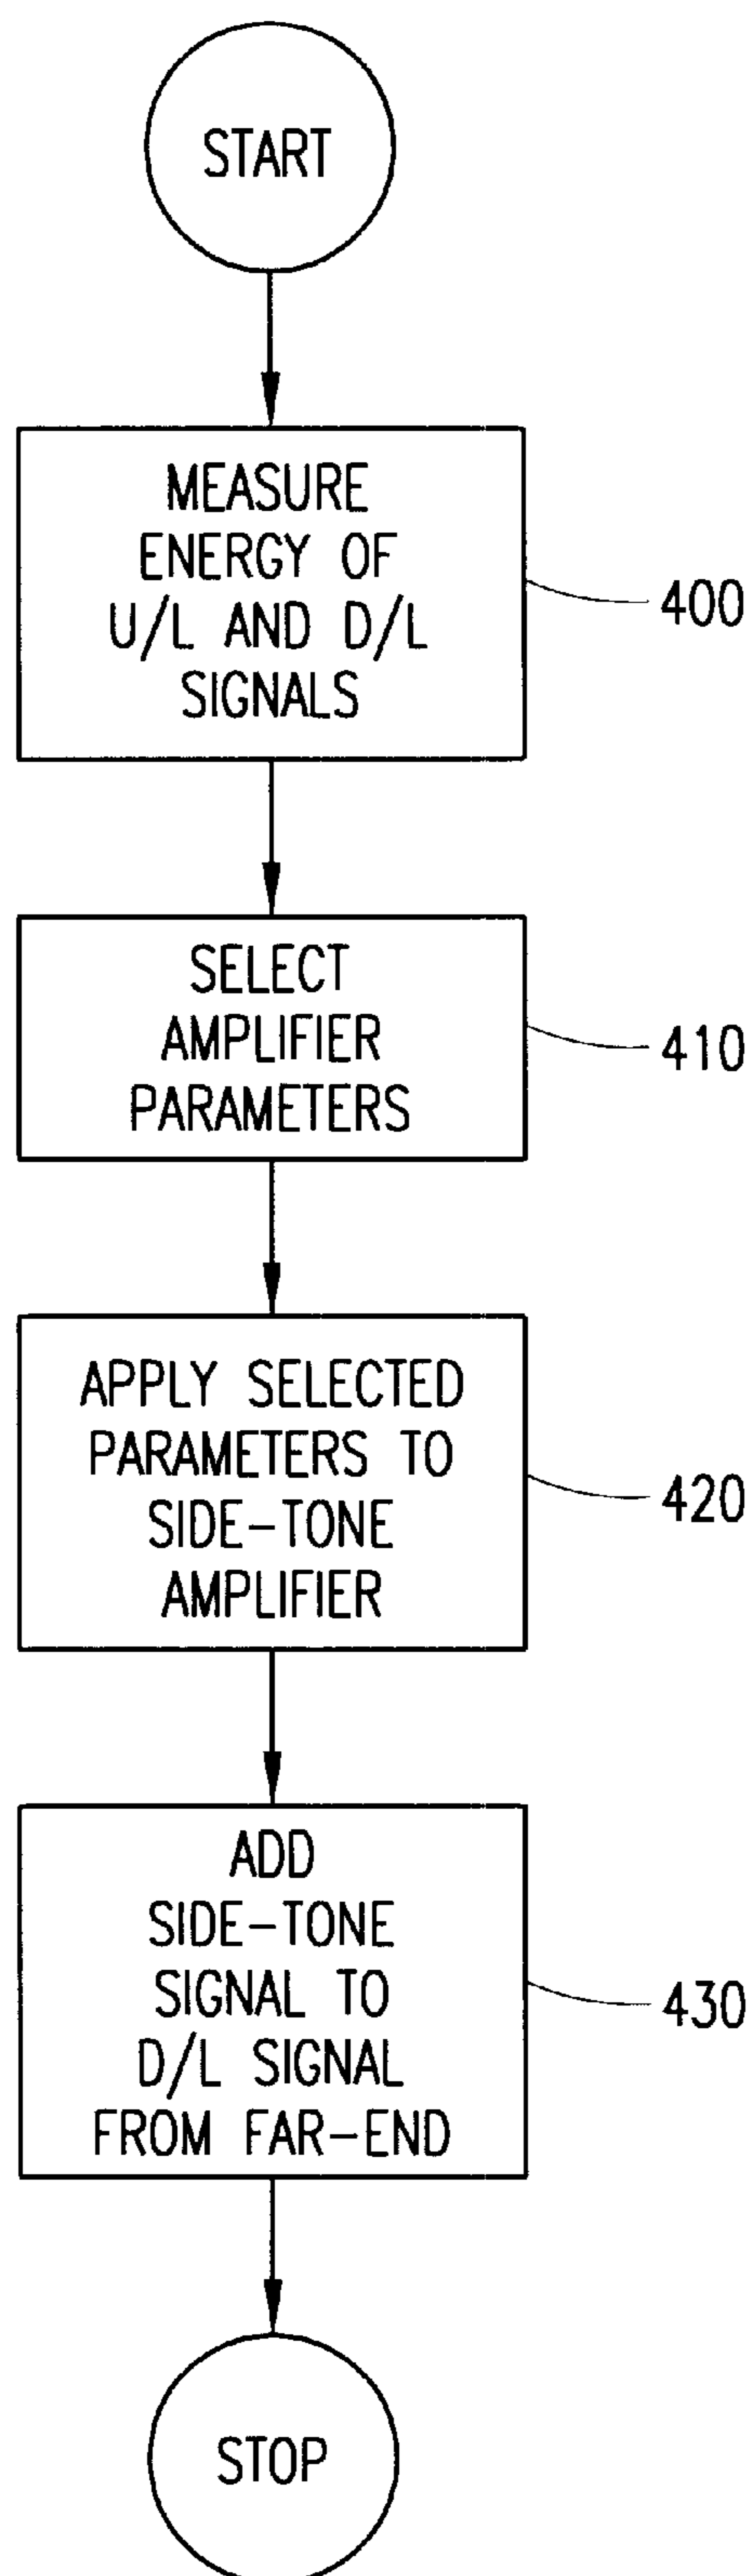 START
MEASURE
ENERGY OF
U/L AND D/L
SIGNALS
400
SELECT
AMPLIFIER
PARAMETERS
410
APPLY SELECTED
PARAMETERS TO
SIDE-TONE
AMPLIFIER
420
ADD
SIDE-TONE
SIGNAL TO
D/L SIGNAL
FROM FAR-END
430
STOP